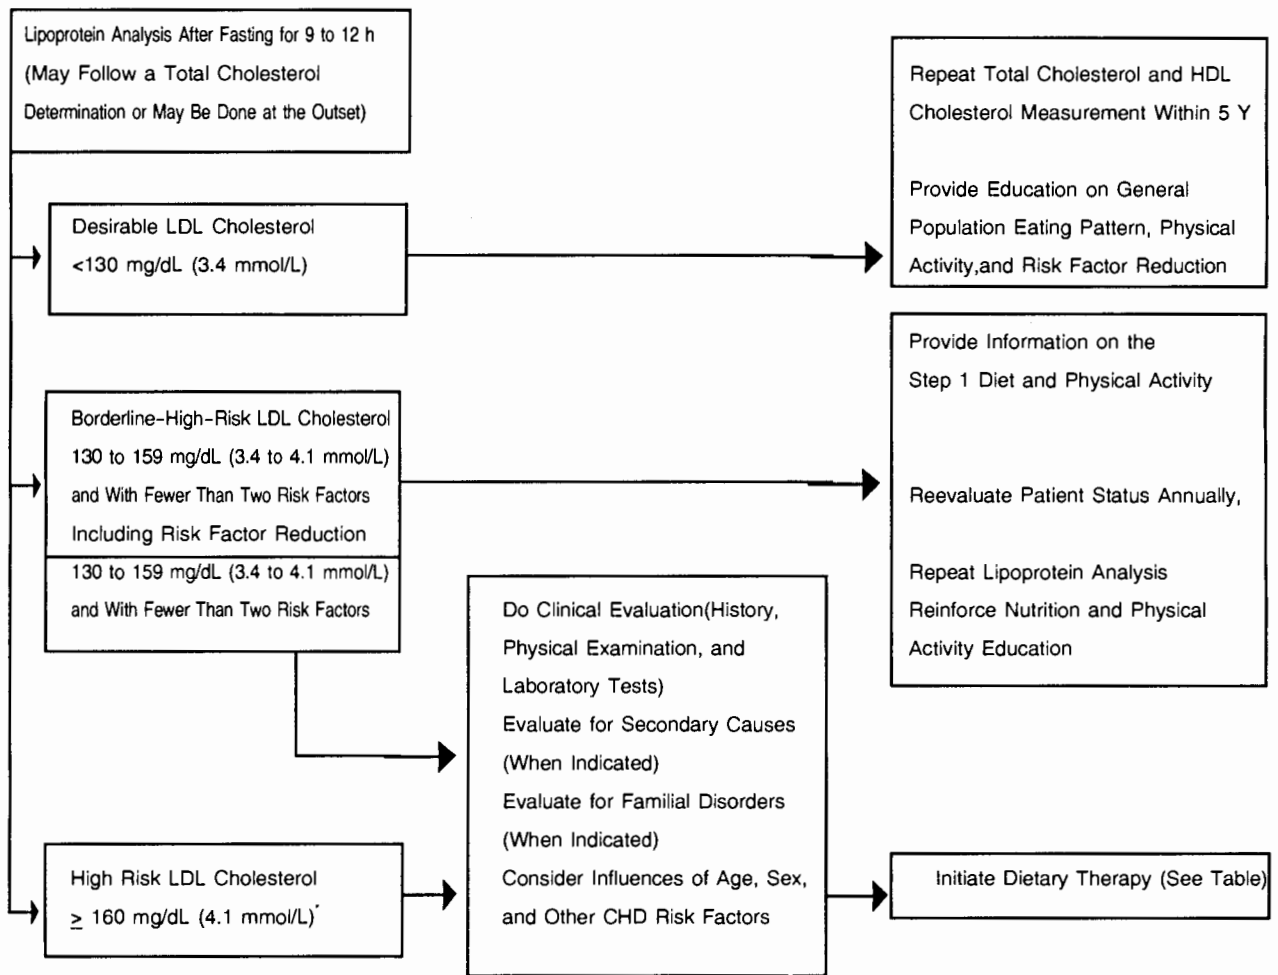 Lipoprotein Analysis After Fasting for 9 to 12 h
(May Follow a Total Cholesterol
Determination or May Be Done at the Outset)
Repeat Total Cholesterol and HDL
Cholesterol Measurement Within 5 Y
Provide Education on General
Population Eating Pattern, Physical
Activity,and Risk Factor Reduction
Desirable LDL Cholesterol
<130 mg/dL (3.4 mmol/L)
Provide Information on the
Step 1 Diet and Physical Activity
Reevaluate Patient Status Annually,
Repeat Lipoprotein Analysis
Reinforce Nutrition and Physical
Activity Education
Borderline-High-Risk LDL Cholesterol
130 to 159 mg/dL (3.4 to 4.1 mmol/L)
and With Fewer Than Two Risk Factors
Including Risk Factor Reduction
130 to 159 mg/dL (3.4 to 4.1 mmol/L)
and With Fewer Than Two Risk Factors
Do Clinical Evaluation(History,
Physical Examination, and
Laboratory Tests)
Evaluate for Secondary Causes
(When Indicated)
Evaluate for Familial Disorders
(When Indicated)
Consider Influences of Age, Sex,
and Other CHD Risk Factors
High Risk LDL Cholesterol
≥ 160 mg/dL (4.1 mmol/L)*
Initiate Dietary Therapy (See Table)